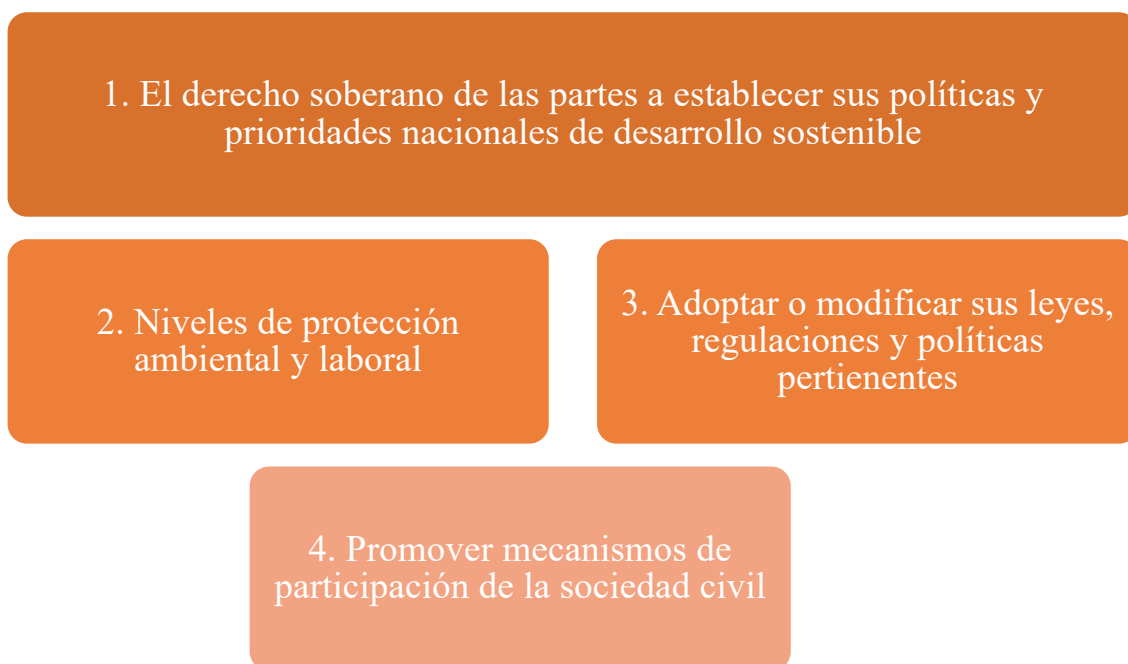 1. El derecho soberano de las partes a establecer sus políticas y
prioridades nacionales de desarrollo sostenible
2. Niveles de protección
ambiental y laboral
3. Adoptar o modificar sus leyes,
regulaciones y políticas
pertienentes
4. Promover mecanismos de
participación de la sociedad civil